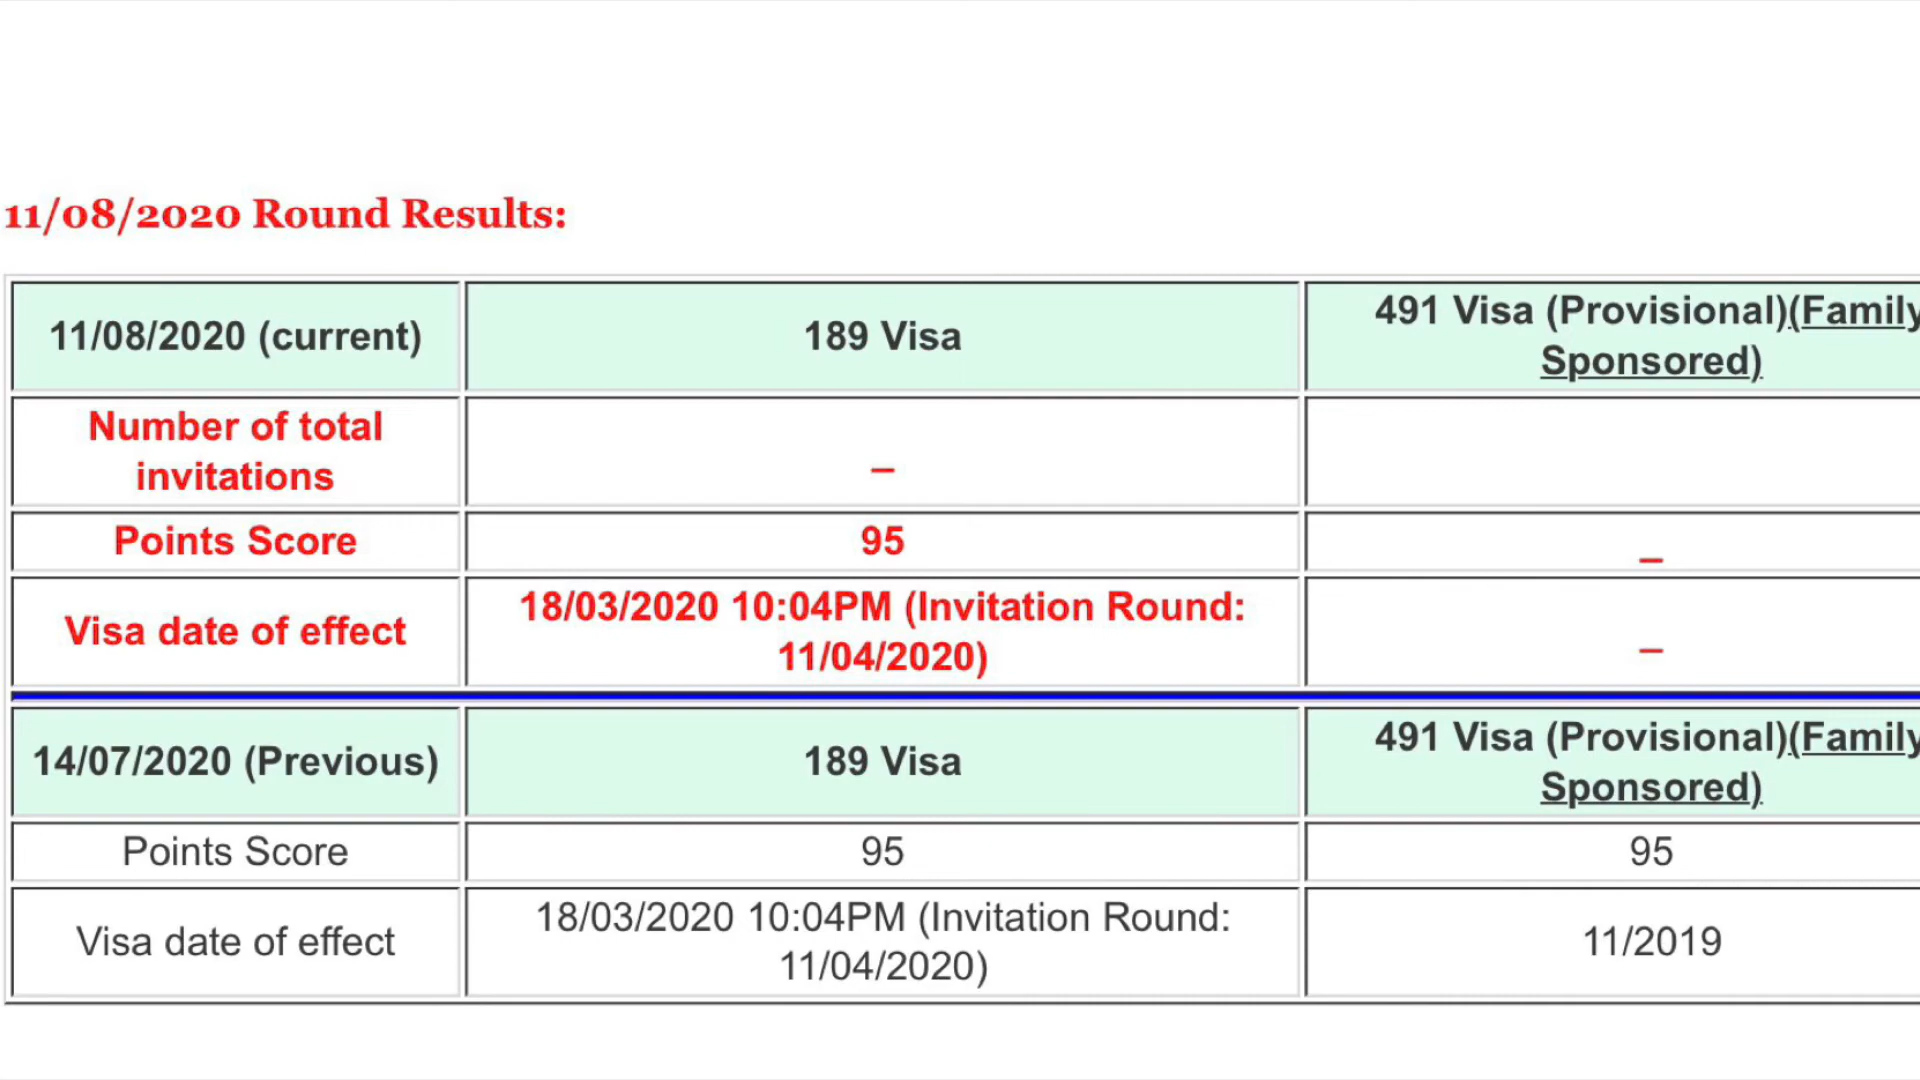 11/08/2020 Round Results:
11/08/2020 (current)
189 Visa
491 Visa (Provisional)(Family
Sponsored)
Number of total
invitations
–
Points Score
95
–
Visa date of effect
18/03/2020 10:04PM (Invitation Round:
11/04/2020)
–
14/07/2020 (Previous)
189 Visa
491 Visa (Provisional)(Family
Sponsored)
Points Score
95
95
Visa date of effect
18/03/2020 10:04PM (Invitation Round:
11/04/2020)
11/2019